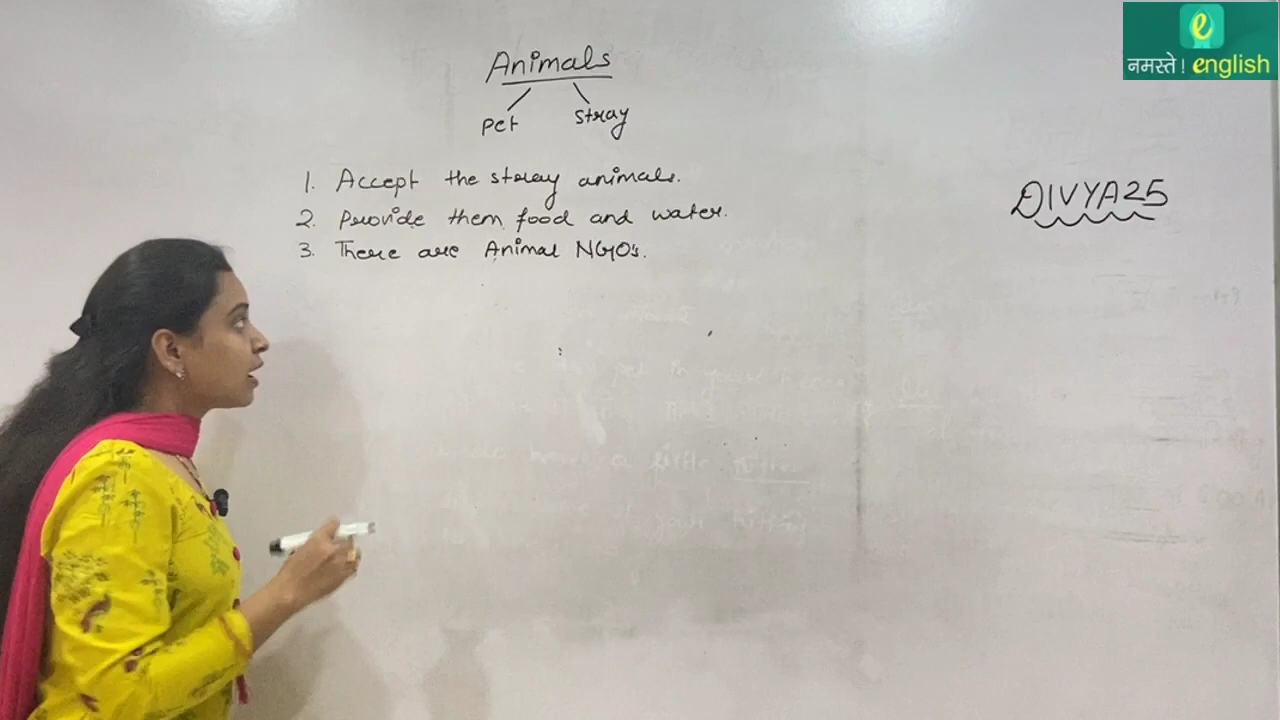 Animals
pet stray
1. Accept the stray animals.
2. Provide them food and water.
3. There are Animal NGO's.
DIVYA25
e
नमस्ते ! english